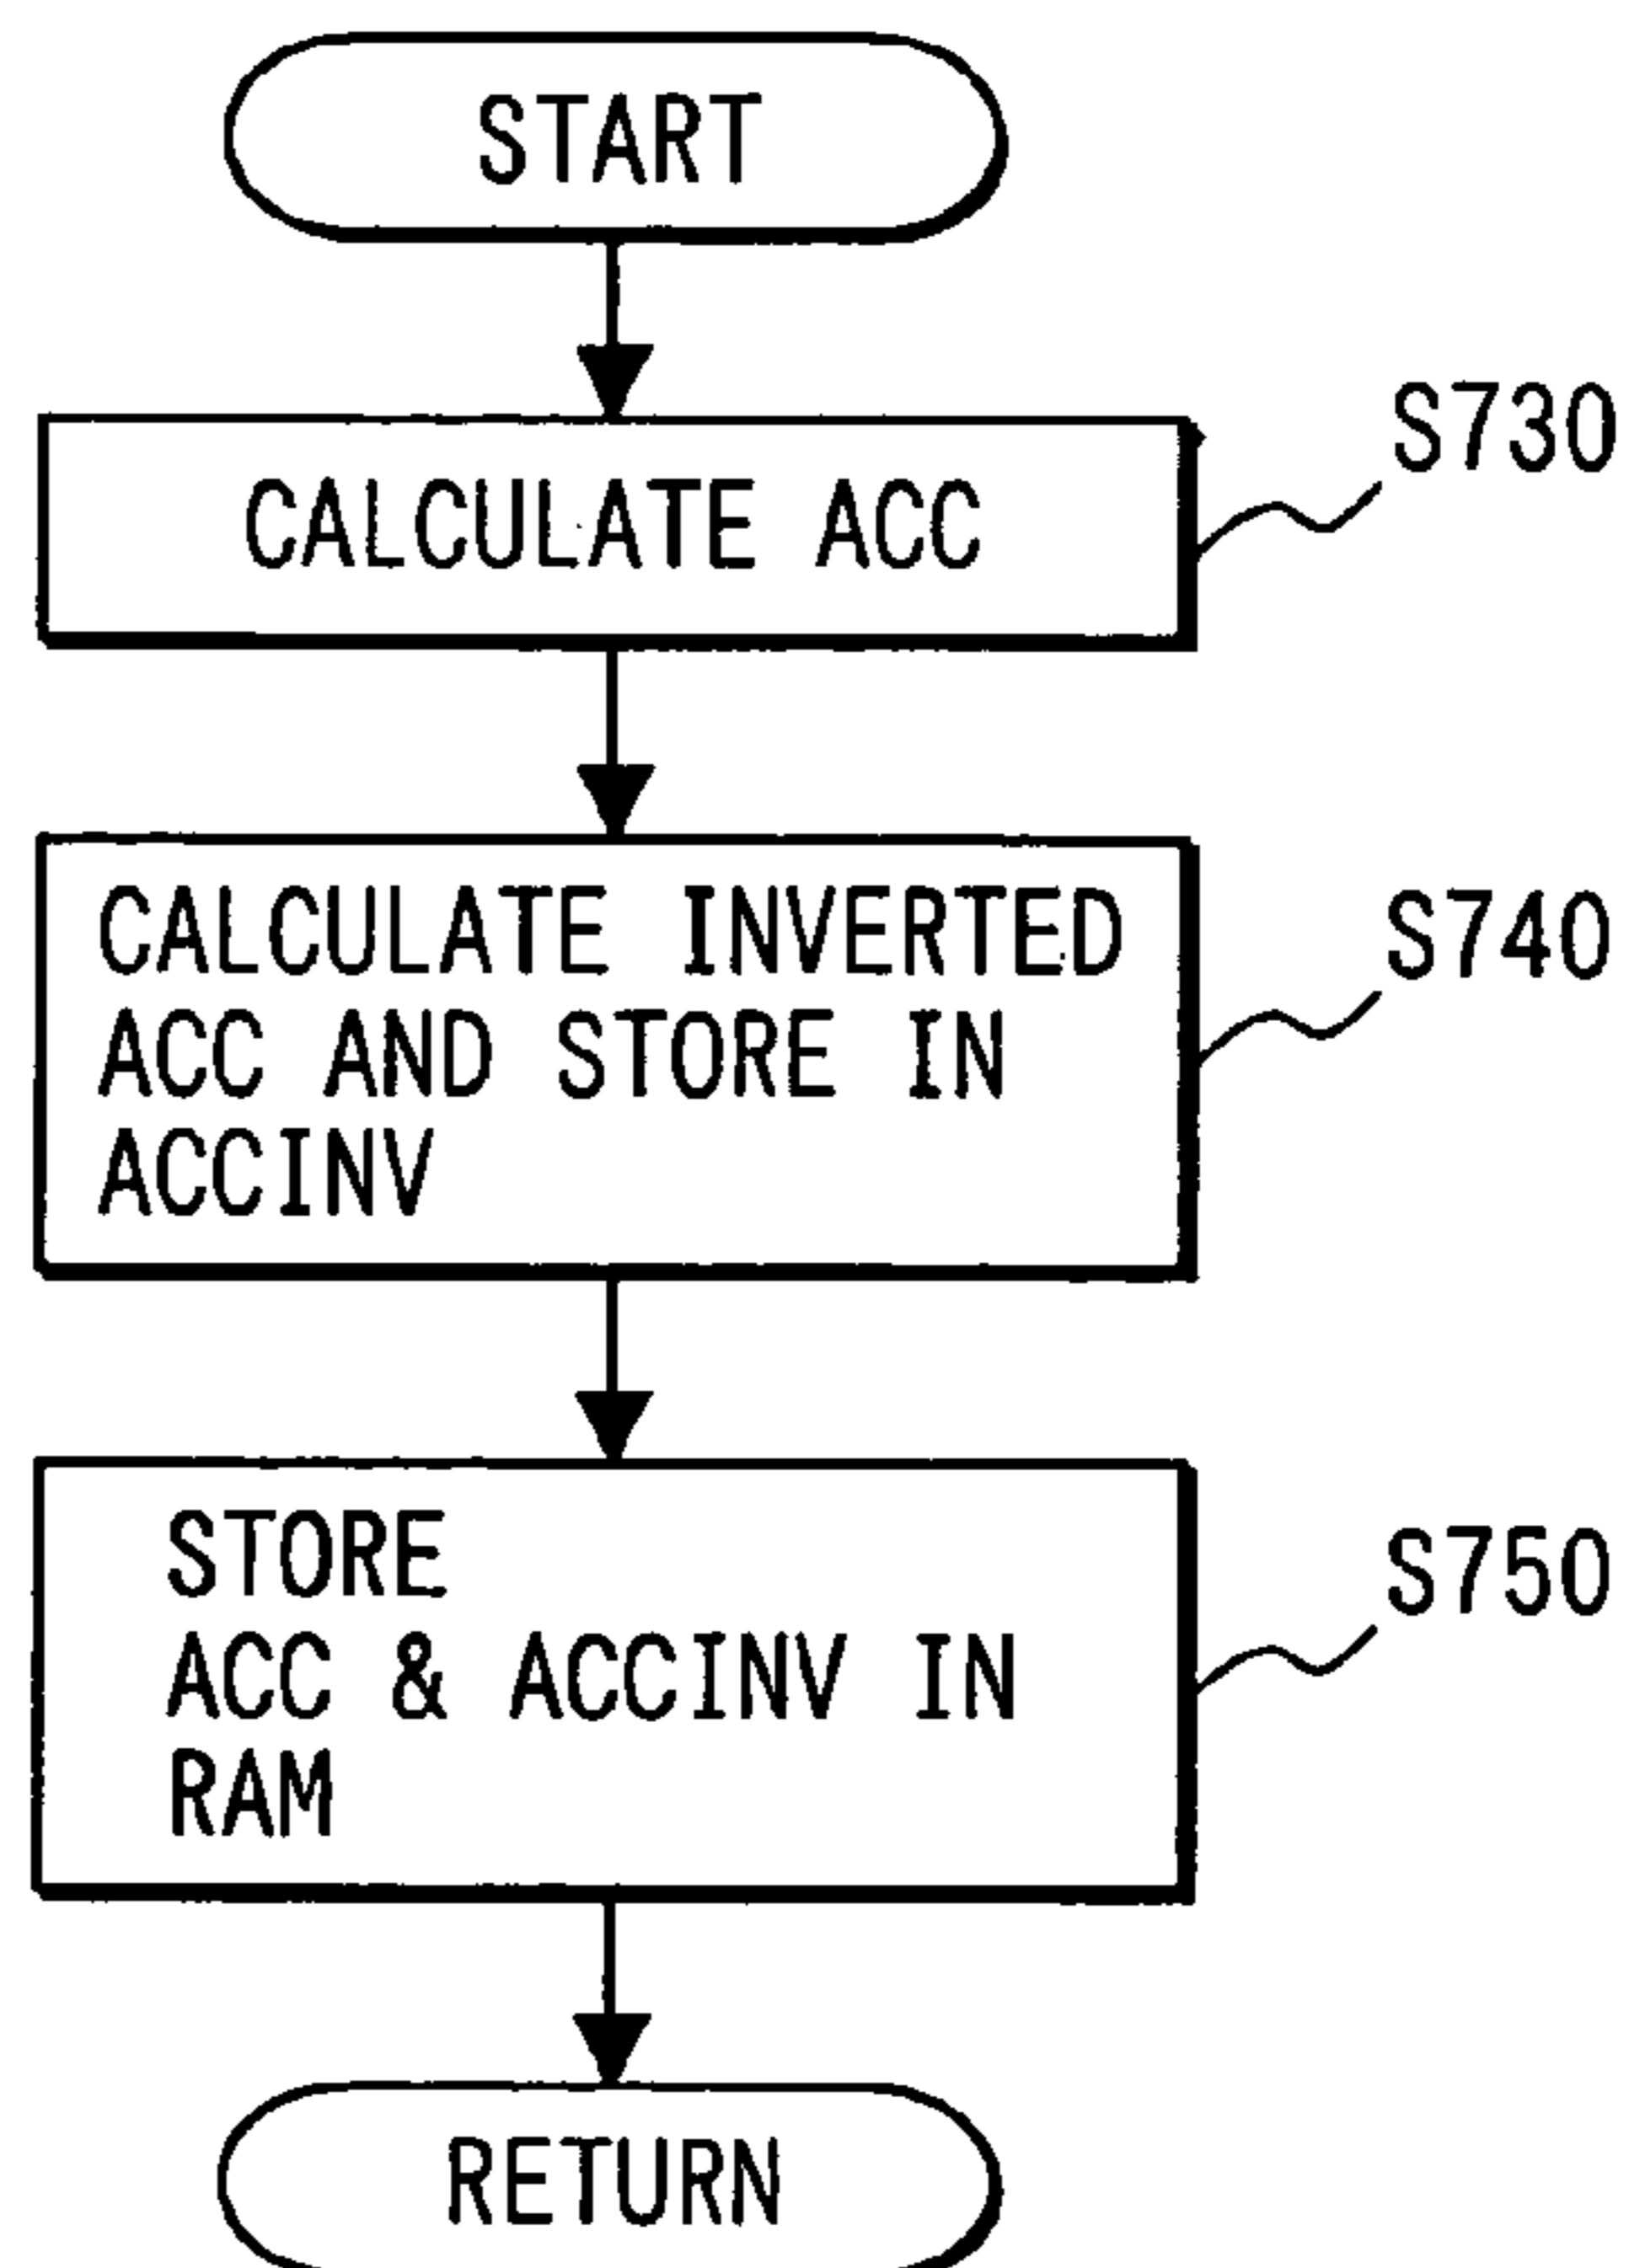 START
CALCULATE ACC
S730
CALCULATE INVERTED
ACC AND STORE IN
ACCINV
S740
STORE
ACC & ACCINV IN
RAM
S750
RETURN